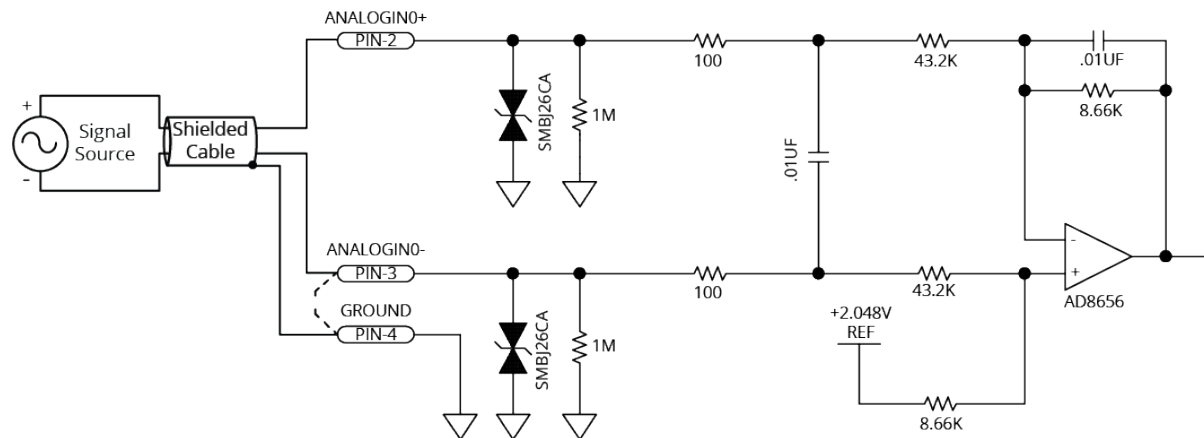 ANALOGIN0+
PIN-2
100
43.2K
.01UF
8.66K
SMBJ26CA
1M
+
Signal
Source
-
Shielded
Cable
.01UF
ANALOGIN0-
PIN-3
100
43.2K
-
+
AD8656
GROUND
PIN-4
SMBJ26CA
1M
+2.048V
REF
8.66K